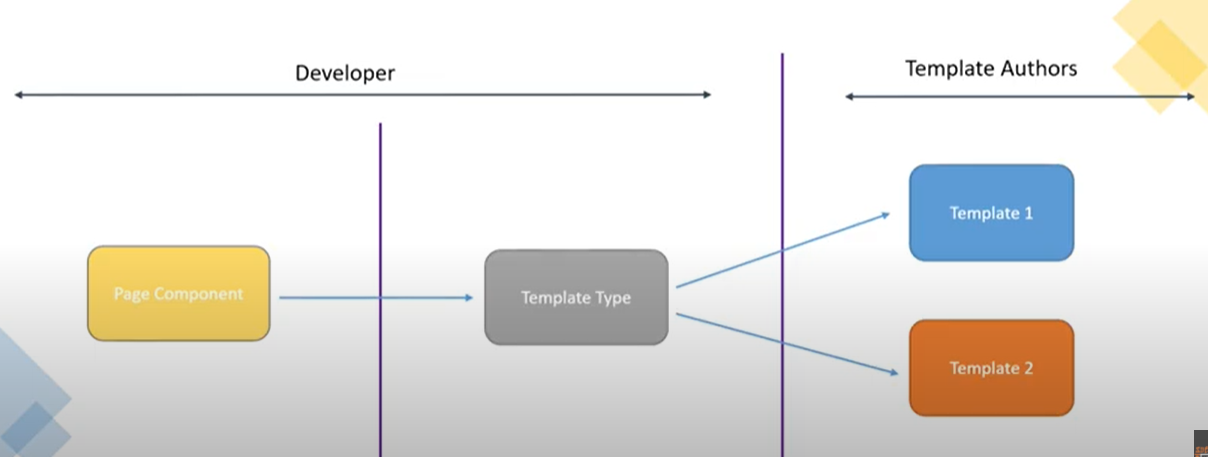 Developer
Template Authors
Page Component
Template Type
Template 1
Template 2